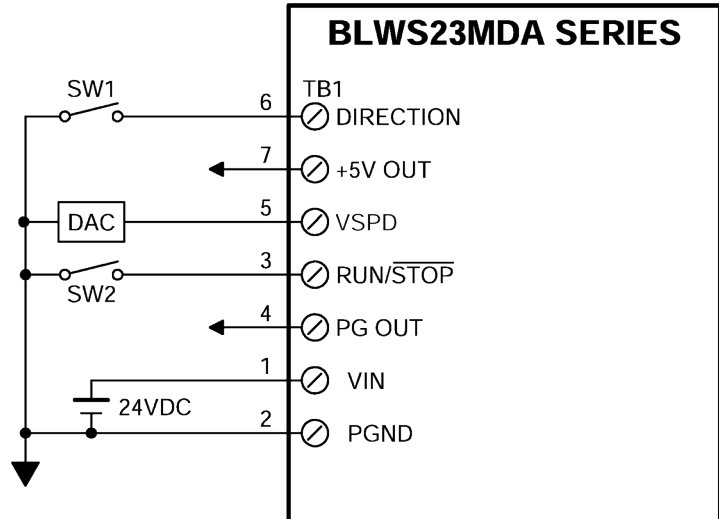 BLWS23MDA SERIES
SW1
6
TB1
DIRECTION
7
+5V OUT
DAC
5
VSPD
3
RUN/STOP
SW2
4
PG OUT
1
VIN
24VDC
2
PGND